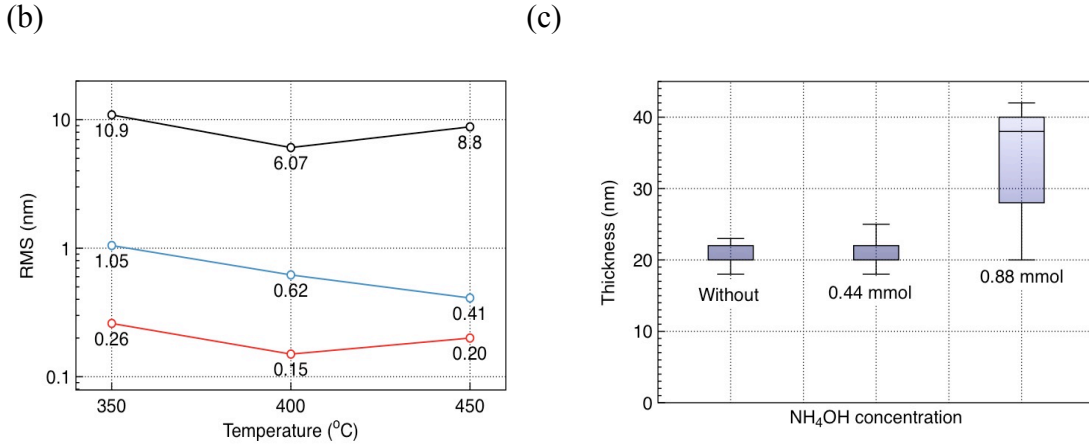 (b)
(c)
RMS (nm)
10
1
0.1
10.9
6.07
8.8
1.05
0.62
0.41
0.26
0.15
0.20
350
400
450
Temperature (°C)
Thickness (nm)
40
30
20
10
0
Without
0.44 mmol
0.88 mmol
NH₄OH concentration